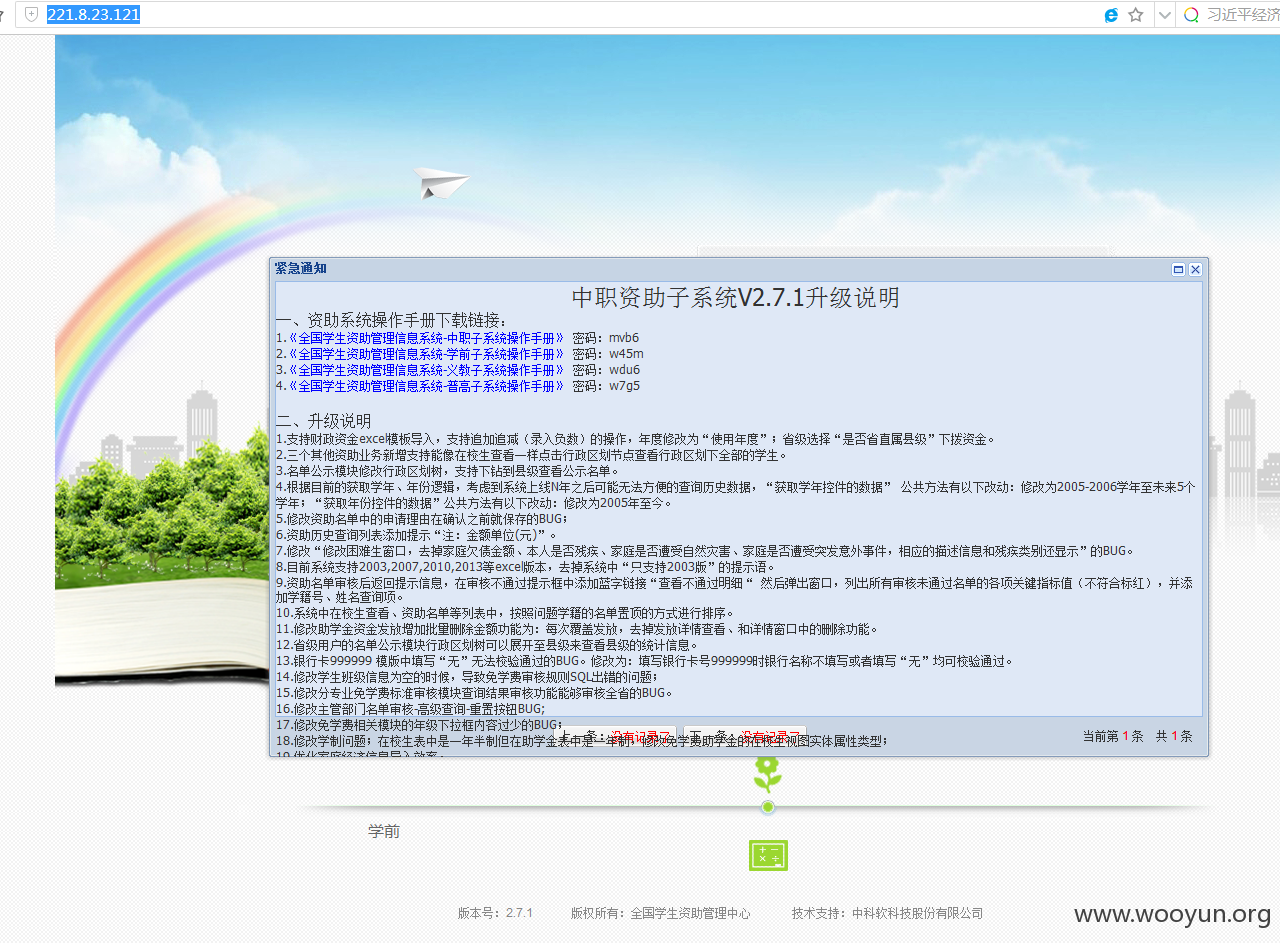 221.8.23.121
习近平经济
紧急通知
中职资助子系统V2.7.1升级说明
一、资助系统操作手册下载链接：
1.《全国学生资助管理信息系统-中职子系统操作手册》 密码：mvb6
2.《全国学生资助管理信息系统-学前子系统操作手册》 密码：w45m
3.《全国学生资助管理信息系统-义教子系统操作手册》 密码：wdu6
4.《全国学生资助管理信息系统-普高子系统操作手册》 密码：w7g5
二、升级说明
1.支持财政资金excel模板导入，支持追加追减（录入负数）的操作，年度修改为“使用年度”；省级选择“是否省直属县级”下拨资金。
2.三个其他资助业务新增支持能像在校生查看一样点击行政区划节点查看行政区划下全部的学生。
3.名单公示模块修改行政区划树，支持下钻到县级查看公示名单。
4.根据目前的获取学年、年份逻辑，考虑到系统上线N年之后可能无法方便的查询历史数据，“获取学年控件的数据” 公共方法有以下改动：修改为2005-2006学年至未来5个
学年；“获取年份控件的数据”公共方法有以下改动：修改为2005年至今。
5.修改资助名单中的申请理由在确认之前就保存的BUG；
6.资助历史查询列表添加提示“注：金额单位(元)”。
7.修改“修改困难生窗口，去掉家庭欠债金额、本人是否残疾、家庭是否遭受自然灾害、家庭是否遭受突发意外事件，相应的描述信息和残疾类别还显示”的BUG。
8.目前系统支持2003,2007,2010,2013等excel版本，去掉系统中“只支持2003版”的提示语。
9.资助名单审核后返回提示信息，在审核不通过提示框中添加蓝字链接“查看不通过明细“ 然后弹出窗口，列出所有审核未通过名单的各项关键指标值（不符合标红），并添
加学籍号、姓名查询项。
10.系统中在校生查看、资助名单等列表中，按照问题学籍的名单置顶的方式进行排序。
11.修改助学金资金发放增加批量删除金额功能为：每次覆盖发放，去掉发放详情查看、和详情窗口中的删除功能。
12.省级用户的名单公示模块行政区划树可以展开至县级来查看县级的统计信息。
13.银行卡999999 模版中填写“无”无法校验通过的BUG。修改为：填写银行卡号999999时银行名称不填写或者填写“无”均可校验通过。
14.修改学生班级信息为空的时候，导致免学费审核规则SQL出错的问题；
15.修改分专业免学费标准审核模块查询结果审核功能能够审核全省的BUG。
16.修改主管部门名单审核-高级查询-重置按钮BUG;
17.修改免学费相关模块的年级下拉框内容过少的BUG；
上一条：没有记录了 下一条：没有记录了
当前第 1 条 共 1 条
18.修改学制问题；在校生表中是一年半制但在助学金表中是一年制；修改免学费助学金的在校生视图实体属性类型；
19.优化家庭经济信息导入效率；
学前
版本号：2.7.1 版权所有：全国学生资助管理中心 技术支持：中科软科技股份有限公司
www.wooyun.org